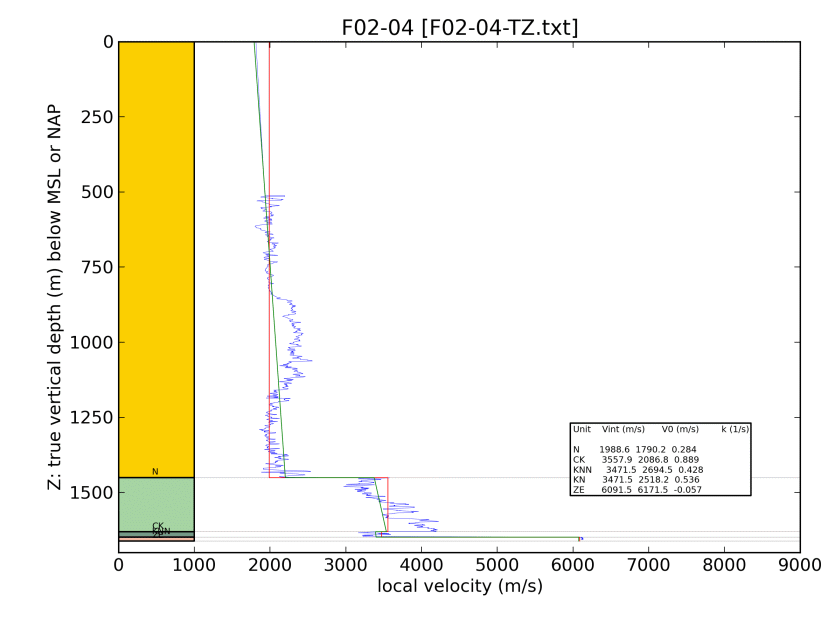 F02-04 [F02-04-TZ.txt]
Z: true vertical depth (m) below MSL or NAP
0
250
500
750
1000
1250
1500
N
CK
KNN
Unit Vint (m/s) V0 (m/s) k (1/s)
N 1988.6 1790.2 0.284
CK 3557.9 2086.8 0.889
KNN 3471.5 2694.5 0.428
KN 3471.5 2518.2 0.536
ZE 6091.5 6171.5 -0.057
0 1000 2000 3000 4000 5000 6000 7000 8000 9000
local velocity (m/s)